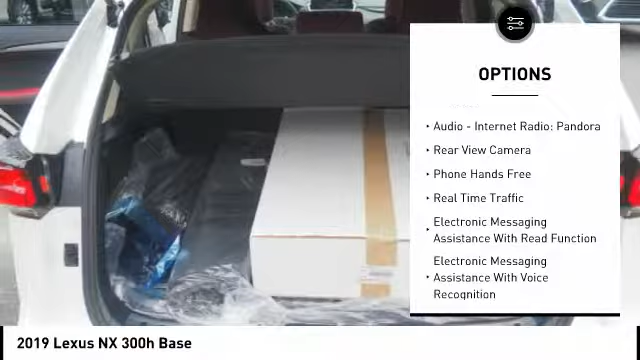 OPTIONS
• Audio - Internet Radio: Pandora
• Rear View Camera
• Phone Hands Free
• Real Time Traffic
• Electronic Messaging
Assistance With Read Function
• Electronic Messaging
Assistance With Voice
Recognition
2019 Lexus NX 300h Base